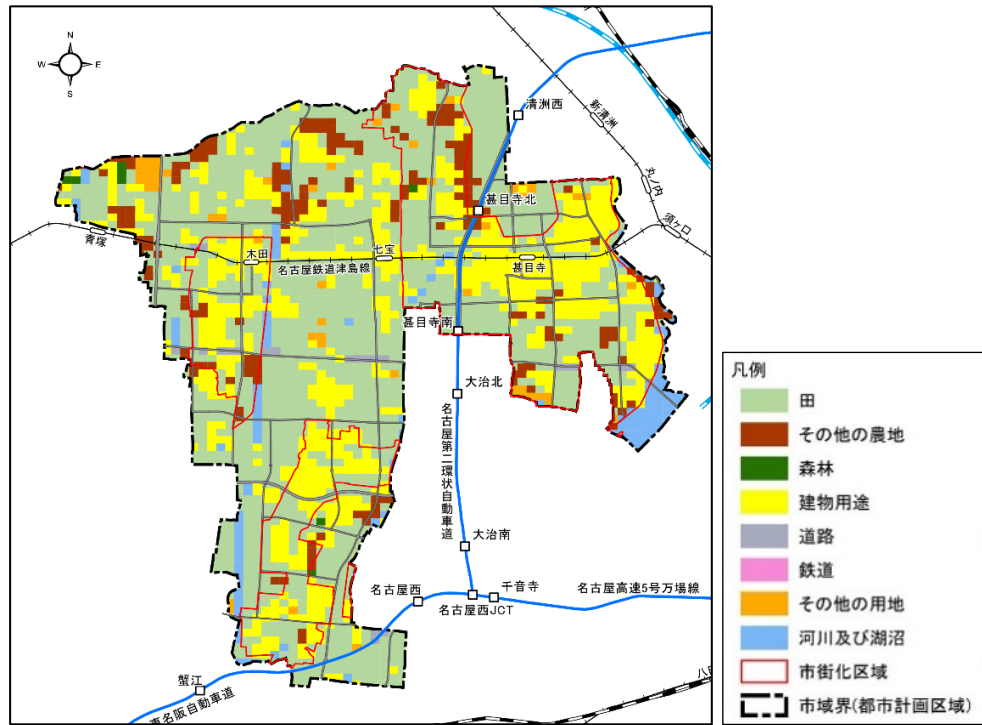 N
W
E
S
清洲西
新清洲
丸ノ内
甚目寺北
須ケ口
青塚
木田
七宝
名古屋鉄道津島線
甚目寺
甚目寺南
大治北
名古屋第二環状自動車道
大治南
名古屋西
千音寺
名古屋高速5号万場線
名古屋西JCT
蟹江
東名阪自動車道
凡例
田
その他の農地
森林
建物用途
道路
鉄道
その他の用地
河川及び湖沼
市街化区域
市域界(都市計画区域)